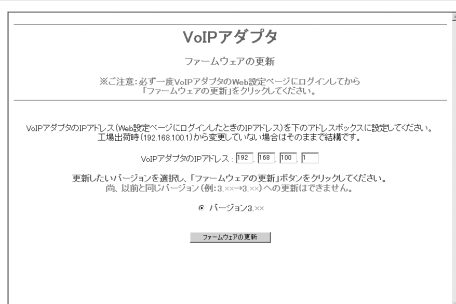 VoIPアダプタ
ファームウェアの更新
※ご注意:必ず一度VoIPアダプタのWeb設定ページにログインしてから
「ファームウェアの更新」をクリックしてください。
VoIPアダプタのIPアドレス(Web設定ページにログインしたときのIPアドレス)を下のアドレスボックスに設定してください。
工場出荷時(192.168.100.1)から変更していない場合はそのままで結構です。
VoIPアダプタのIPアドレス : 192 . 168 . 100 . 1
更新したいバージョンを選択し、「ファームウェアの更新」ボタンをクリックしてください。
尚、以前と同じバージョン(例:3.××→3.××)への更新はできません。
バージョン3.××
ファームウェアの更新